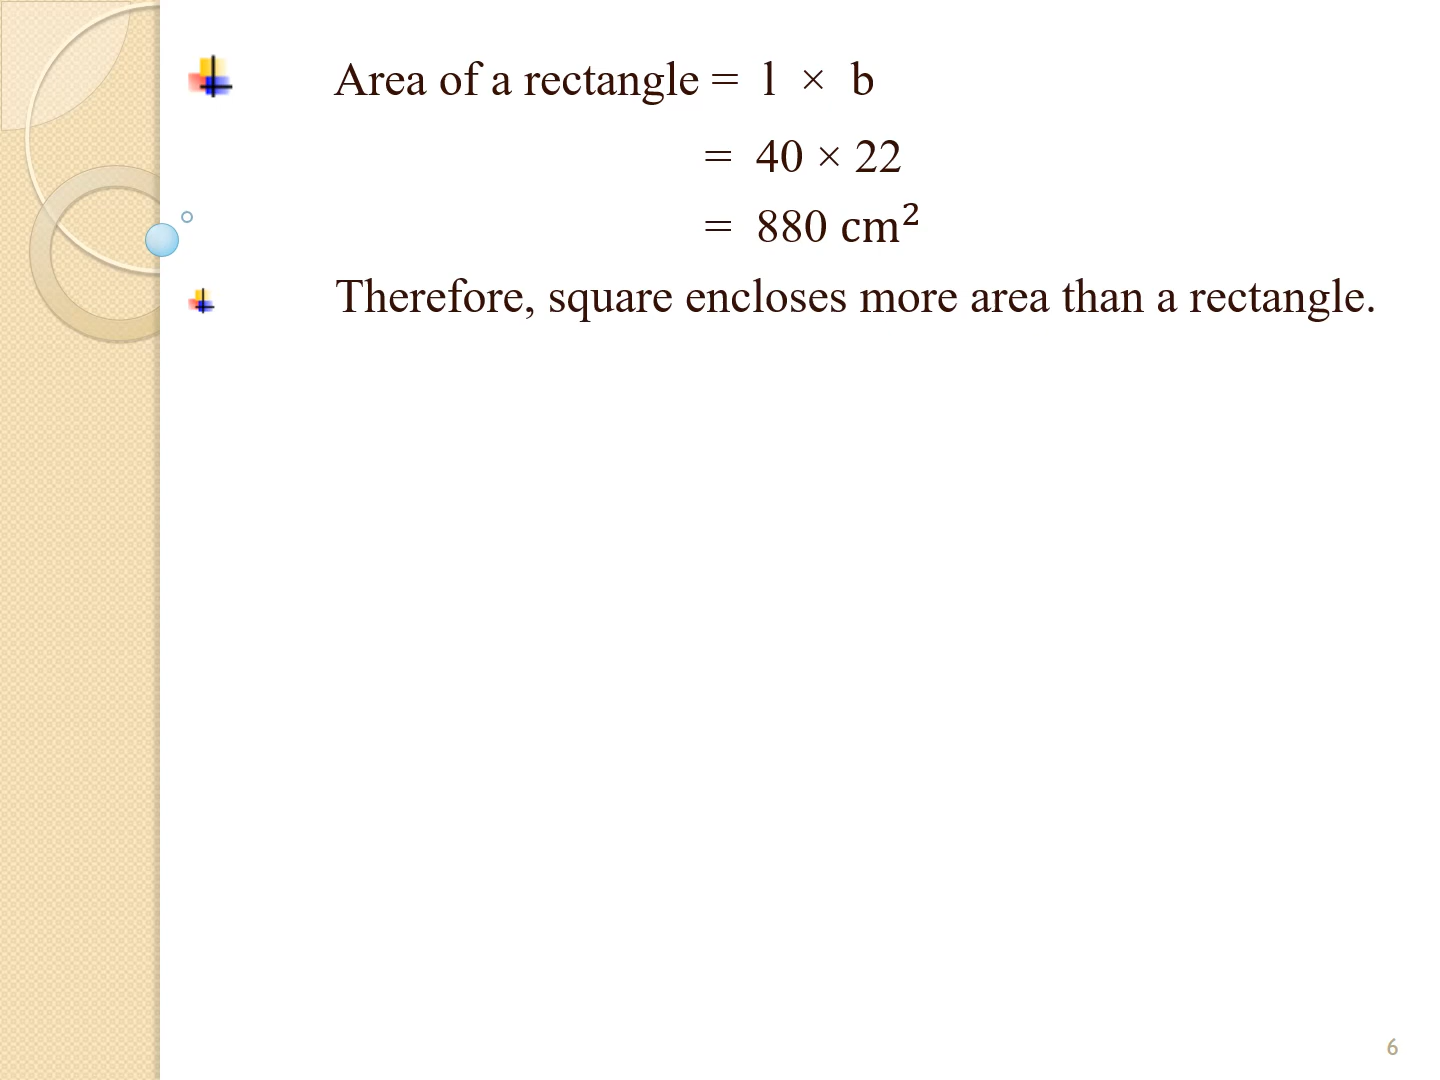 Area of a rectangle = l × b
= 40 × 22
= 880 cm²
Therefore, square encloses more area than a rectangle.
6